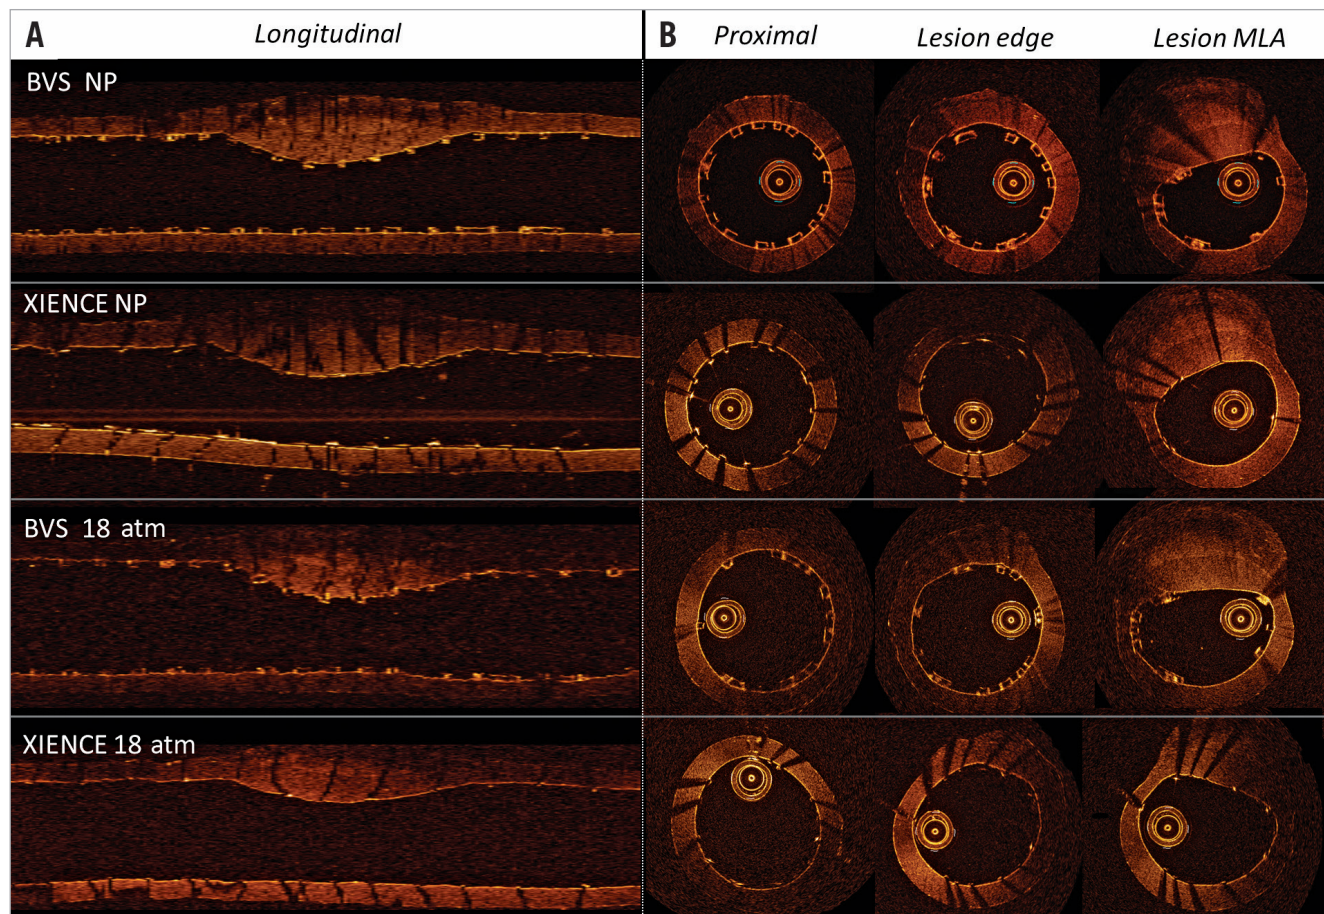 A Longitudinal B Proximal Lesion edge Lesion MLA
BVS NP
XIENCE NP
BVS 18 atm
XIENCE 18 atm